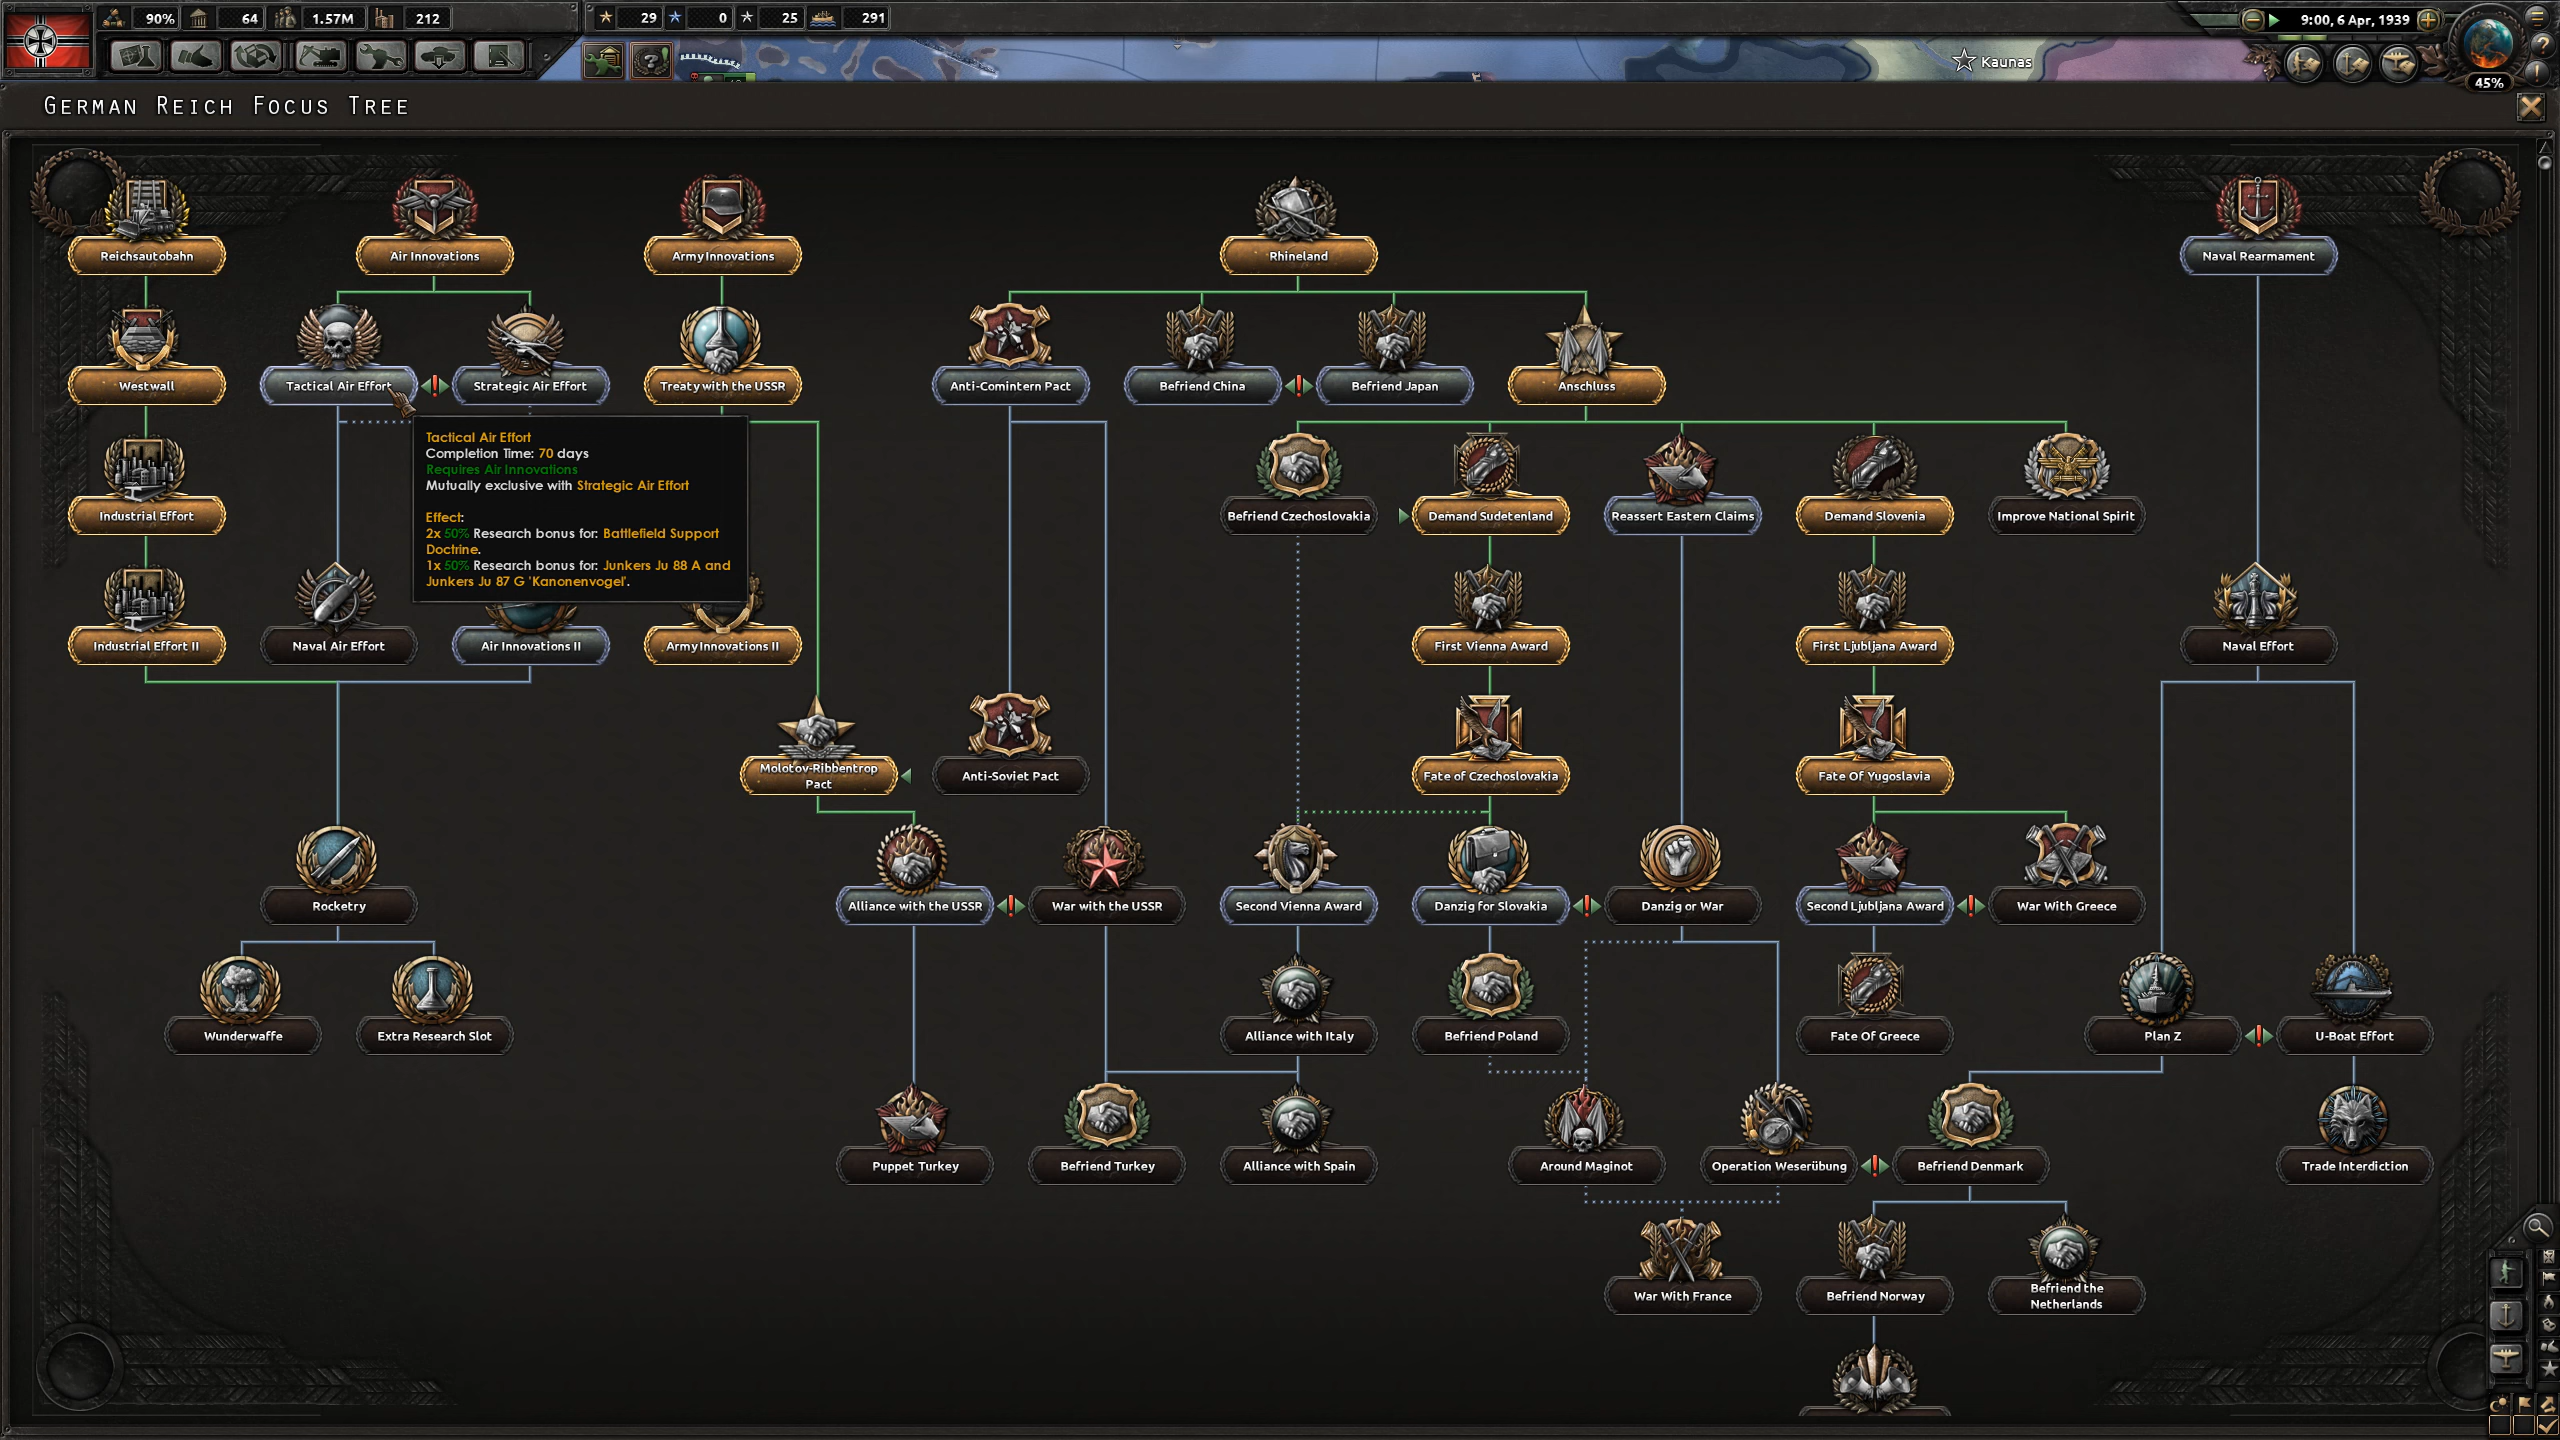 90%
64
1.57M
212
29
0
25
291
9:00, 6 Apr, 1939
Kaunas
45%
German Reich Focus Tree
Reichsautobahn
Air Innovations
Army Innovations
Rhineland
Naval Rearmament
Westwall
Tactical Air Effort
Strategic Air Effort
Treaty with the USSR
Anti-Comintern Pact
Befriend China
Befriend Japan
Anschluss
Tactical Air Effort
Completion Time: 70 days
Requires Air Innovations
Mutually exclusive with Strategic Air Effort
Effect:
2x 50% Research bonus for: Battlefield Support
Doctrine.
1x 50% Research bonus for: Junkers Ju 88 A and
Junkers Ju 87 G 'Kanonenvogel'.
Industrial Effort
Befriend Czechoslovakia
Demand Sudetenland
Reassert Eastern Claims
Demand Slovenia
Improve National Spirit
Industrial Effort II
Naval Air Effort
Air Innovations II
Army Innovations II
First Vienna Award
First Ljubljana Award
Naval Effort
Molotov-Ribbentrop
Pact
Anti-Soviet Pact
Fate of Czechoslovakia
Fate Of Yugoslavia
Rocketry
Alliance with the USSR
War with the USSR
Second Vienna Award
Danzig for Slovakia
Danzig or War
Second Ljubljana Award
War With Greece
Wunderwaffe
Extra Research Slot
Alliance with Italy
Befriend Poland
Fate Of Greece
Plan Z
U-Boat Effort
Puppet Turkey
Befriend Turkey
Alliance with Spain
Around Maginot
Operation Weserübung
Befriend Denmark
Trade Interdiction
War With France
Befriend Norway
Befriend the
Netherlands